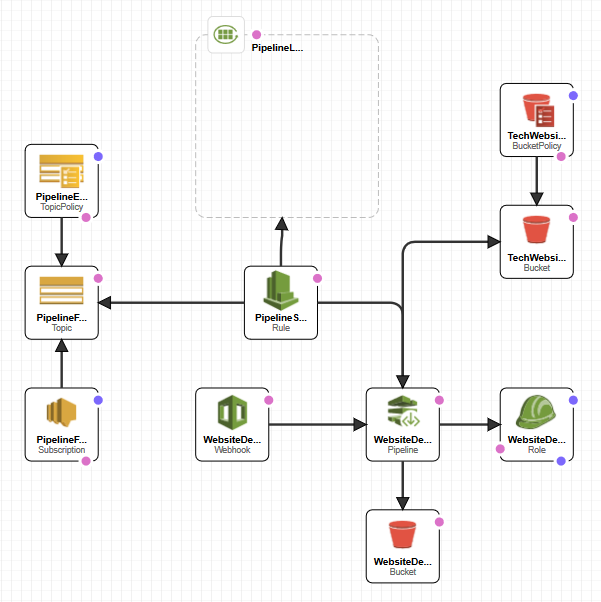 PipelineL...
TechWebsi...
BucketPolicy
PipelineE...
TopicPolicy
TechWebsi...
Bucket
PipelineF...
Topic
PipelineS...
Rule
PipelineF...
Subscription
WebsiteDe...
Webhook
WebsiteDe...
Pipeline
WebsiteDe...
Role
WebsiteDe...
Bucket